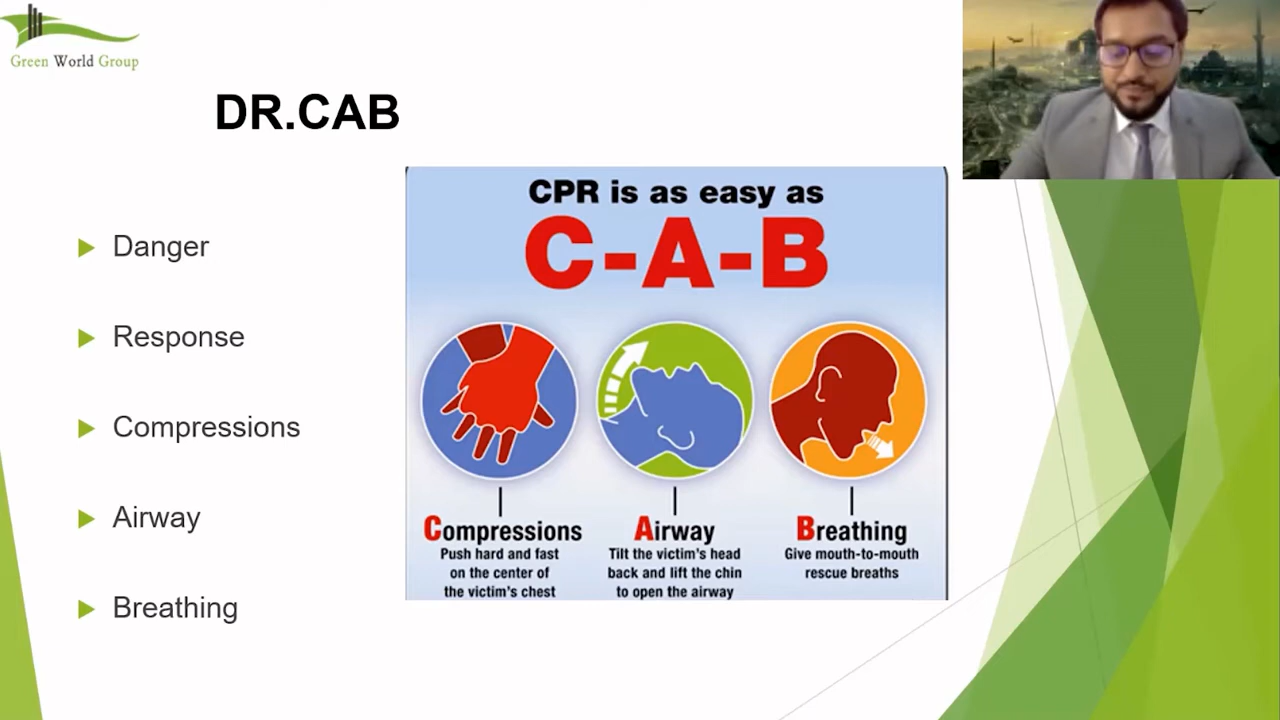 Green World Group
DR.CAB
Danger
Response
Compressions
Airway
Breathing
CPR is as easy as
C-A-B
Compressions
Push hard and fast
on the center of
the victim's chest
Airway
Tilt the victim's head
back and lift the chin
to open the airway
Breathing
Give mouth-to-mouth
rescue breaths